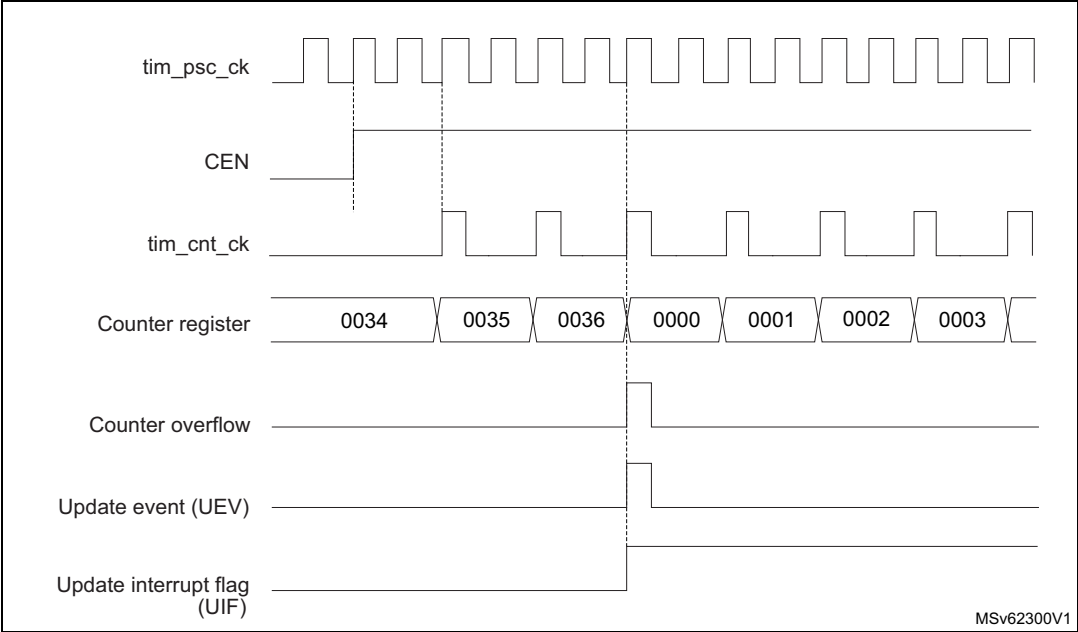 tim_psc_ck
CEN
tim_cnt_ck
Counter register 0034 0035 0036 0000 0001 0002 0003
Counter overflow
Update event (UEV)
Update interrupt flag
(UIF)
MSv62300V1